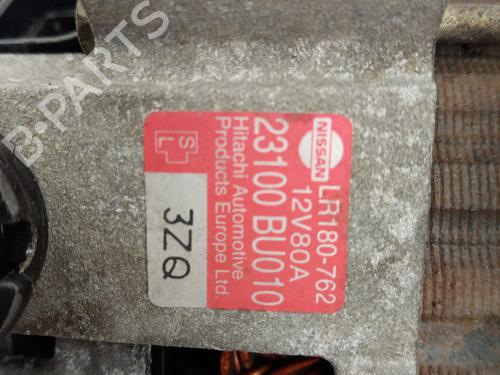 NISSAN
LR180-762
12V80A
23100 BU010
Hitachi Automotive
Products Europe Ltd.
S
L
3ZQ
B-PARTS